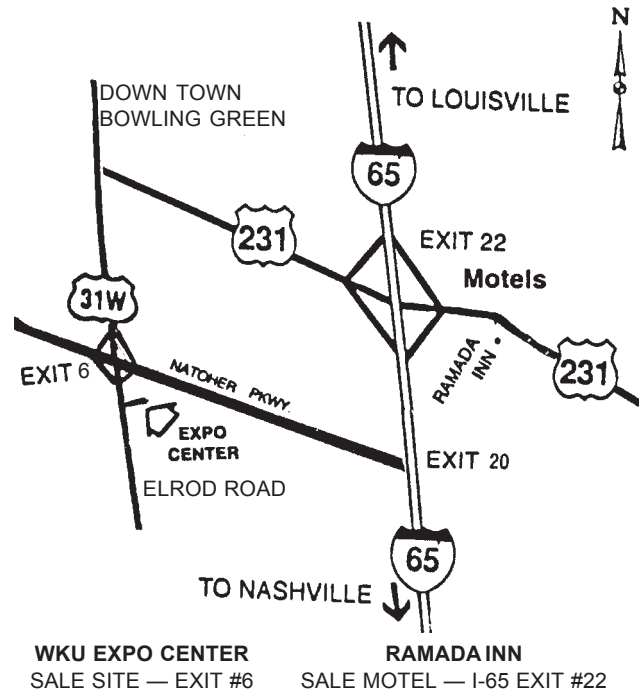 N
DOWN TOWN
BOWLING GREEN
TO LOUISVILLE
65
231
EXIT 22
Motels
31W
RAMADA
INN
231
EXIT 6
NATCHER PKWY.
EXPO
CENTER
EXIT 20
ELROD ROAD
65
TO NASHVILLE
WKU EXPO CENTER
SALE SITE — EXIT #6
RAMADA INN
SALE MOTEL — I-65 EXIT #22